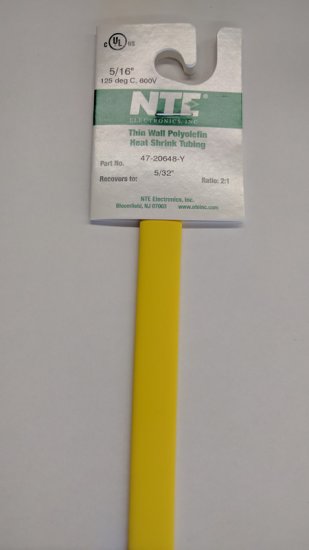 c UL US
5/16"
125 deg C, 600V
NTE®
ELECTRONICS, INC.
Thin Wall Polyolefin
Heat Shrink Tubing
Part No. 47-20648-Y
Recovers to: 5/32" Ratio: 2:1
NTE Electronics, Inc.
Bloomfield, NJ 07003 www.nteinc.com